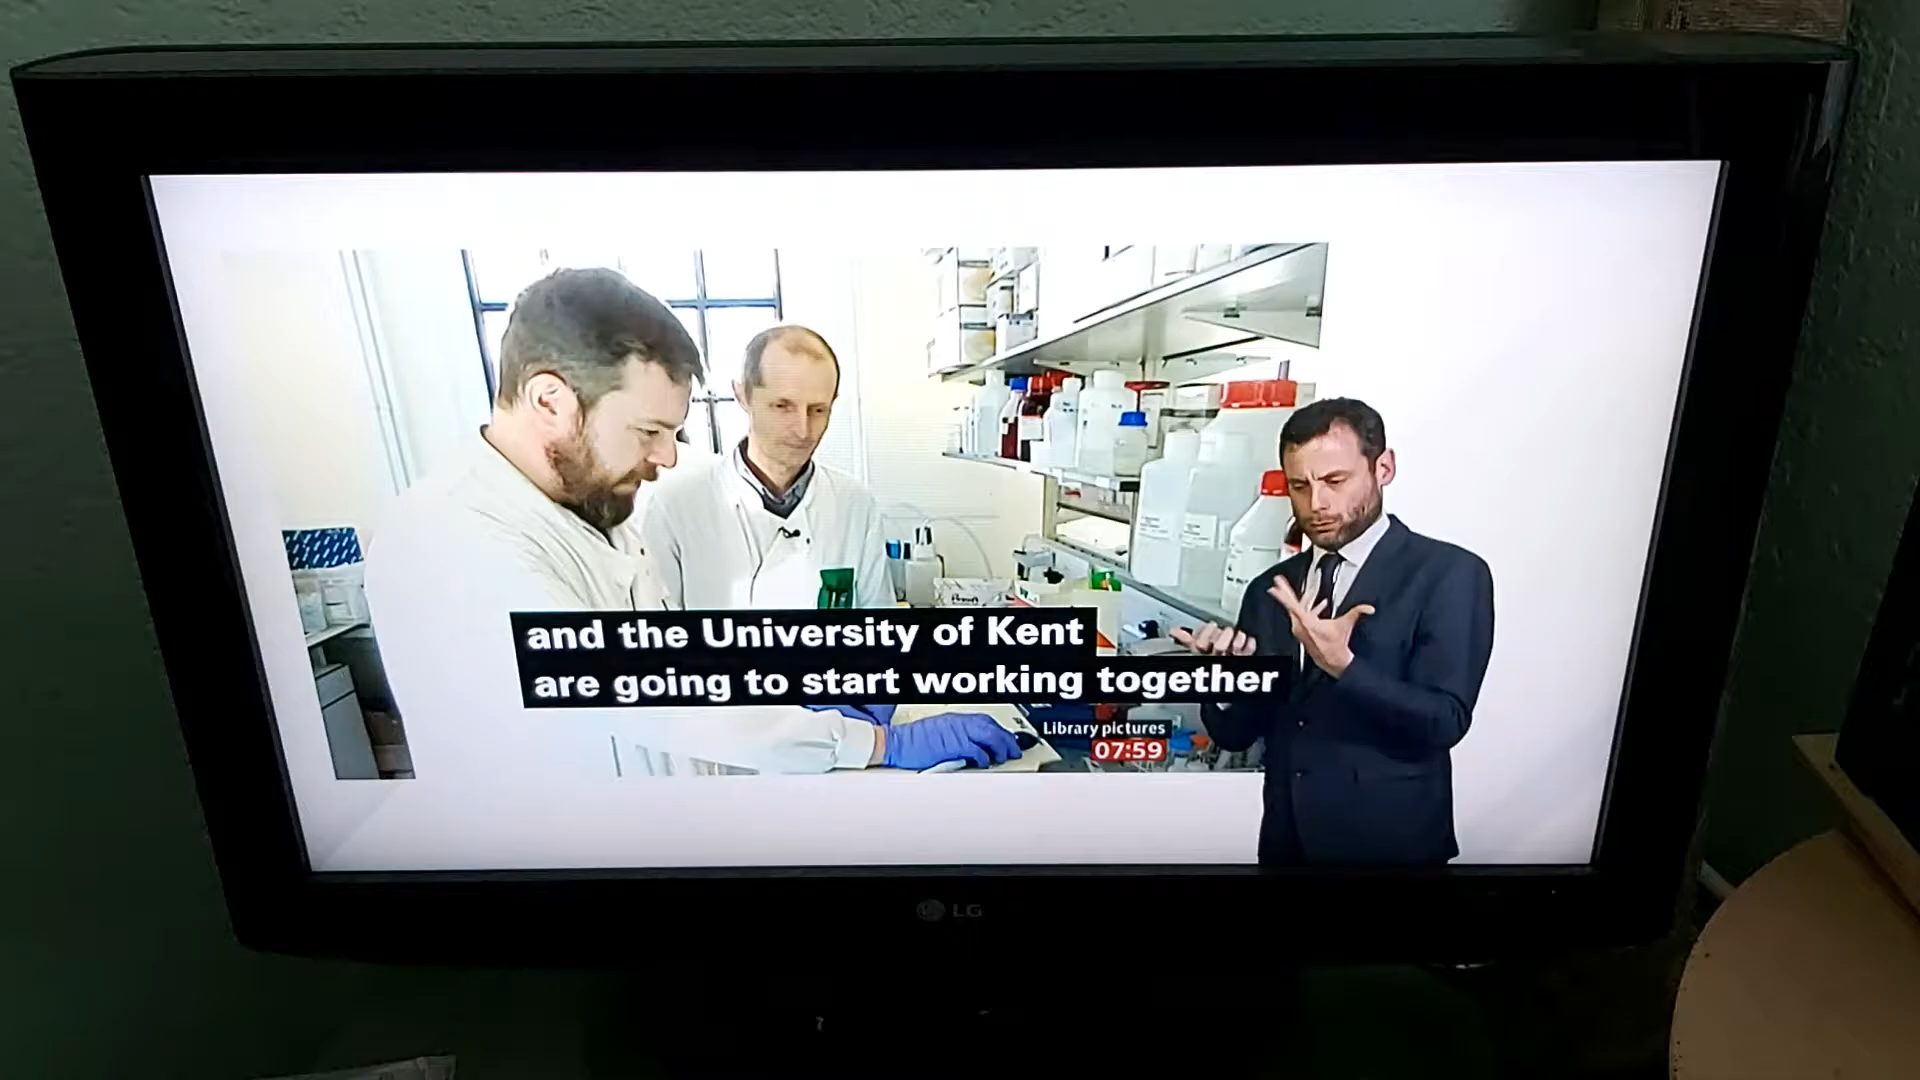 and the University of Kent
are going to start working together
Library pictures
07:59
LG